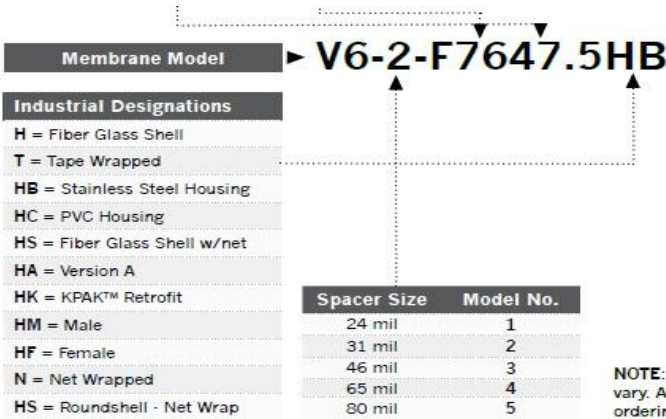 Membrane Model V6-2-F7647.5HB
Industrial Designations
H = Fiber Glass Shell
T = Tape Wrapped
HB = Stainless Steel Housing
HC = PVC Housing
HS = Fiber Glass Shell w/net
HA = Version A
HK = KPAK™ Retrofit
HM = Male
HF = Female
N = Net Wrapped
HS = Roundshell - Net Wrap
Spacer Size Model No.
24 mil 1
31 mil 2
46 mil 3
65 mil 4
80 mil 5
NOTE:
vary. A
orderin